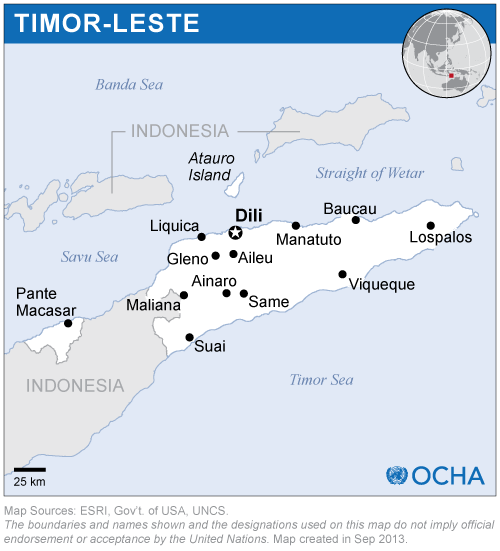 TIMOR-LESTE
Banda Sea
INDONESIA
Atauro
Island
Straight of Wetar
Dili
Baucau
Liquica
Manatuto
Lospalos
Savu Sea
Gleno
Aileu
Ainaro
Viqueque
Pante
Macasar
Maliana
Same
Suai
INDONESIA
Timor Sea
25 km
OCHA
Map Sources: ESRI, Gov't. of USA, UNCS.
The boundaries and names shown and the designations used on this map do not imply official
endorsement or acceptance by the United Nations. Map created in Sep 2013.